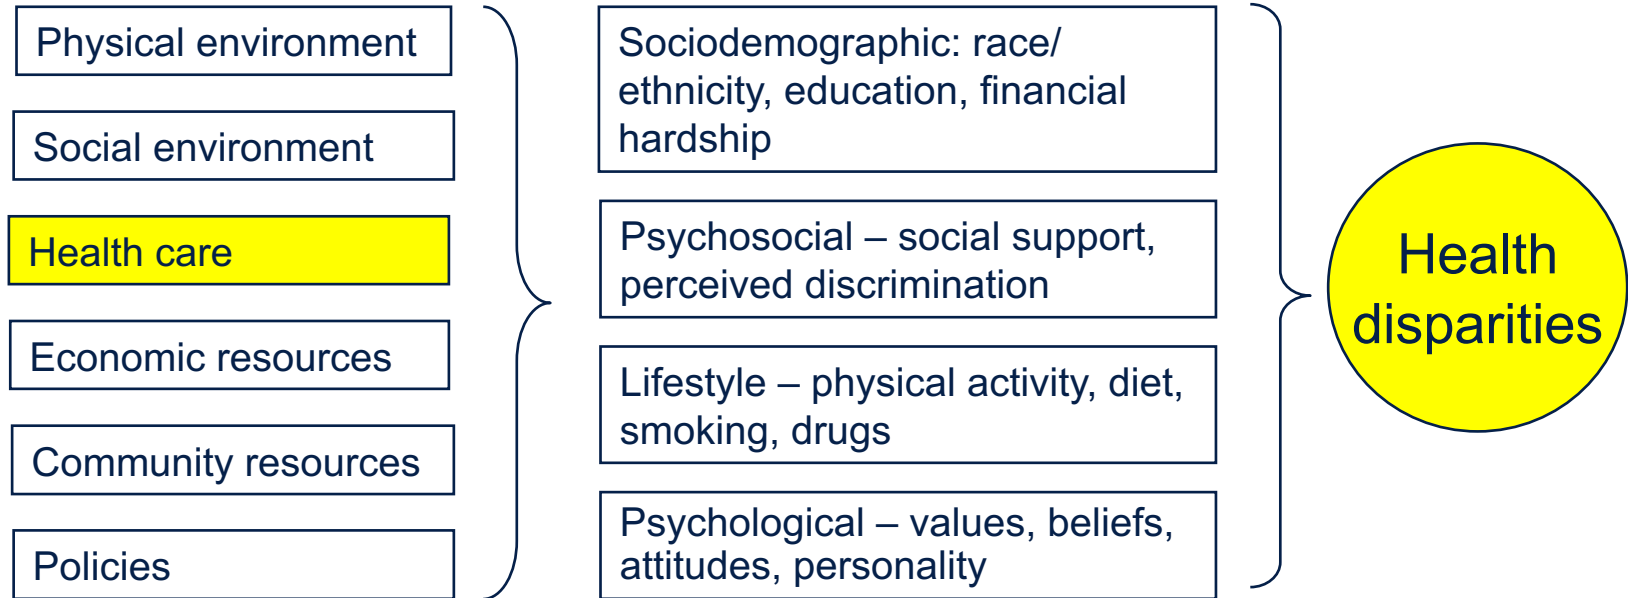 Physical environment
Social environment
Health care
Economic resources
Community resources
Policies
Sociodemographic: race/
ethnicity, education, financial
hardship
Psychosocial – social support,
perceived discrimination
Lifestyle – physical activity, diet,
smoking, drugs
Psychological – values, beliefs,
attitudes, personality
Health
disparities